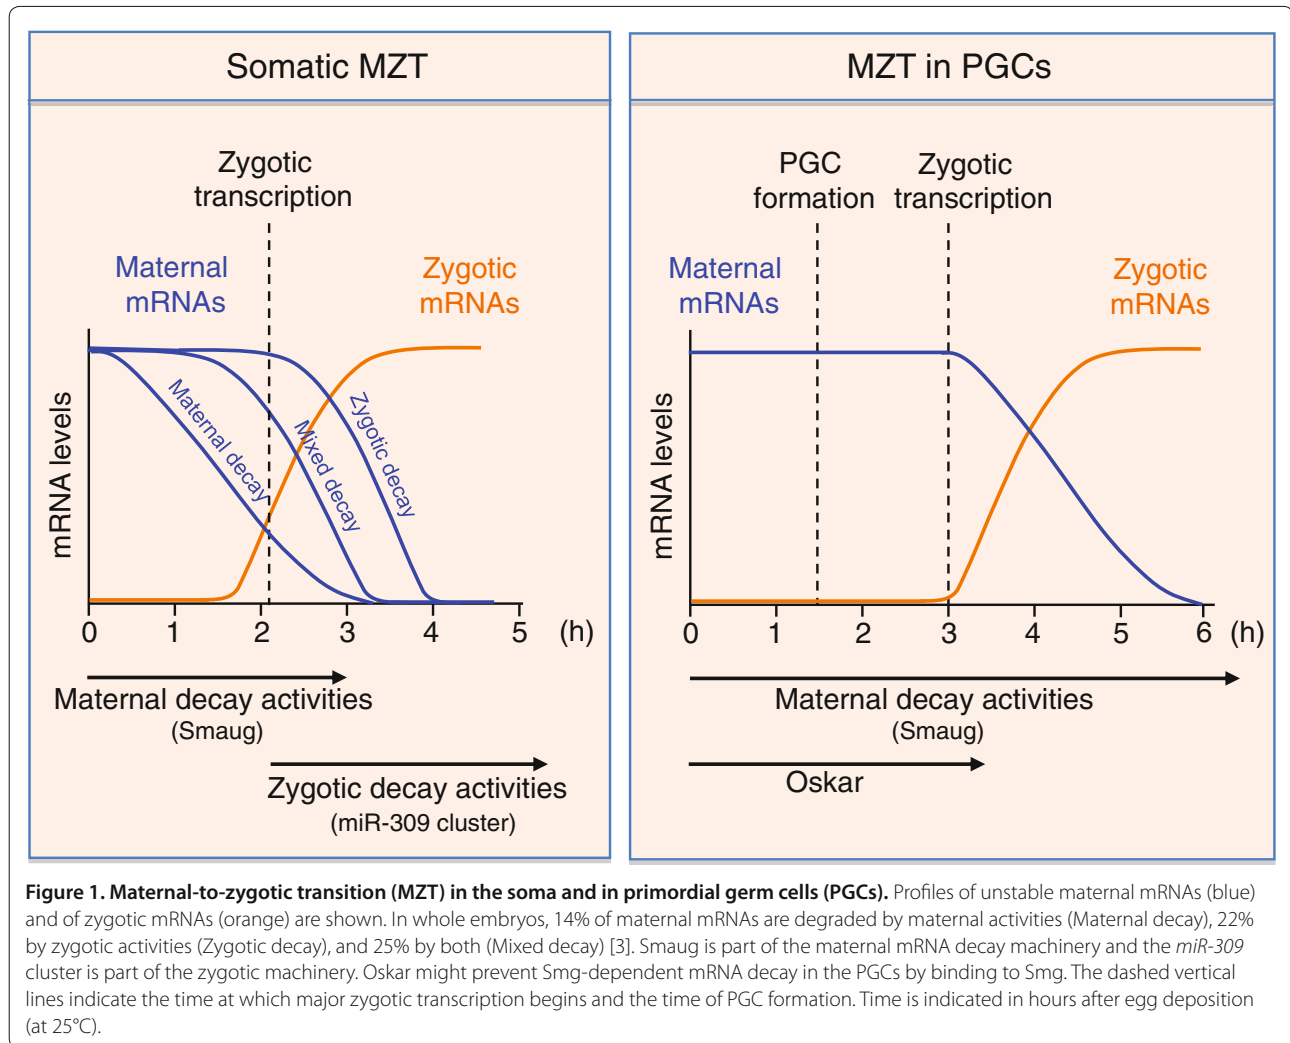 Somatic MZT
Zygotic
transcription
Maternal
mRNAs
Zygotic
mRNAs
mRNA levels
Maternal decay
Mixed decay
Zygotic decay
0 1 2 3 4 5 (h)
Maternal decay activities
(Smaug)
Zygotic decay activities
(miR-309 cluster)
MZT in PGCs
PGC
formation
Zygotic
transcription
Maternal
mRNAs
Zygotic
mRNAs
mRNA levels
0 1 2 3 4 5 6 (h)
Maternal decay activities
(Smaug)
Oskar
Figure 1. Maternal-to-zygotic transition (MZT) in the soma and in primordial germ cells (PGCs). Profiles of unstable maternal mRNAs (blue)
and of zygotic mRNAs (orange) are shown. In whole embryos, 14% of maternal mRNAs are degraded by maternal activities (Maternal decay), 22%
by zygotic activities (Zygotic decay), and 25% by both (Mixed decay) [3]. Smaug is part of the maternal mRNA decay machinery and the miR-309
cluster is part of the zygotic machinery. Oskar might prevent Smg-dependent mRNA decay in the PGCs by binding to Smg. The dashed vertical
lines indicate the time at which major zygotic transcription begins and the time of PGC formation. Time is indicated in hours after egg deposition
(at 25°C).